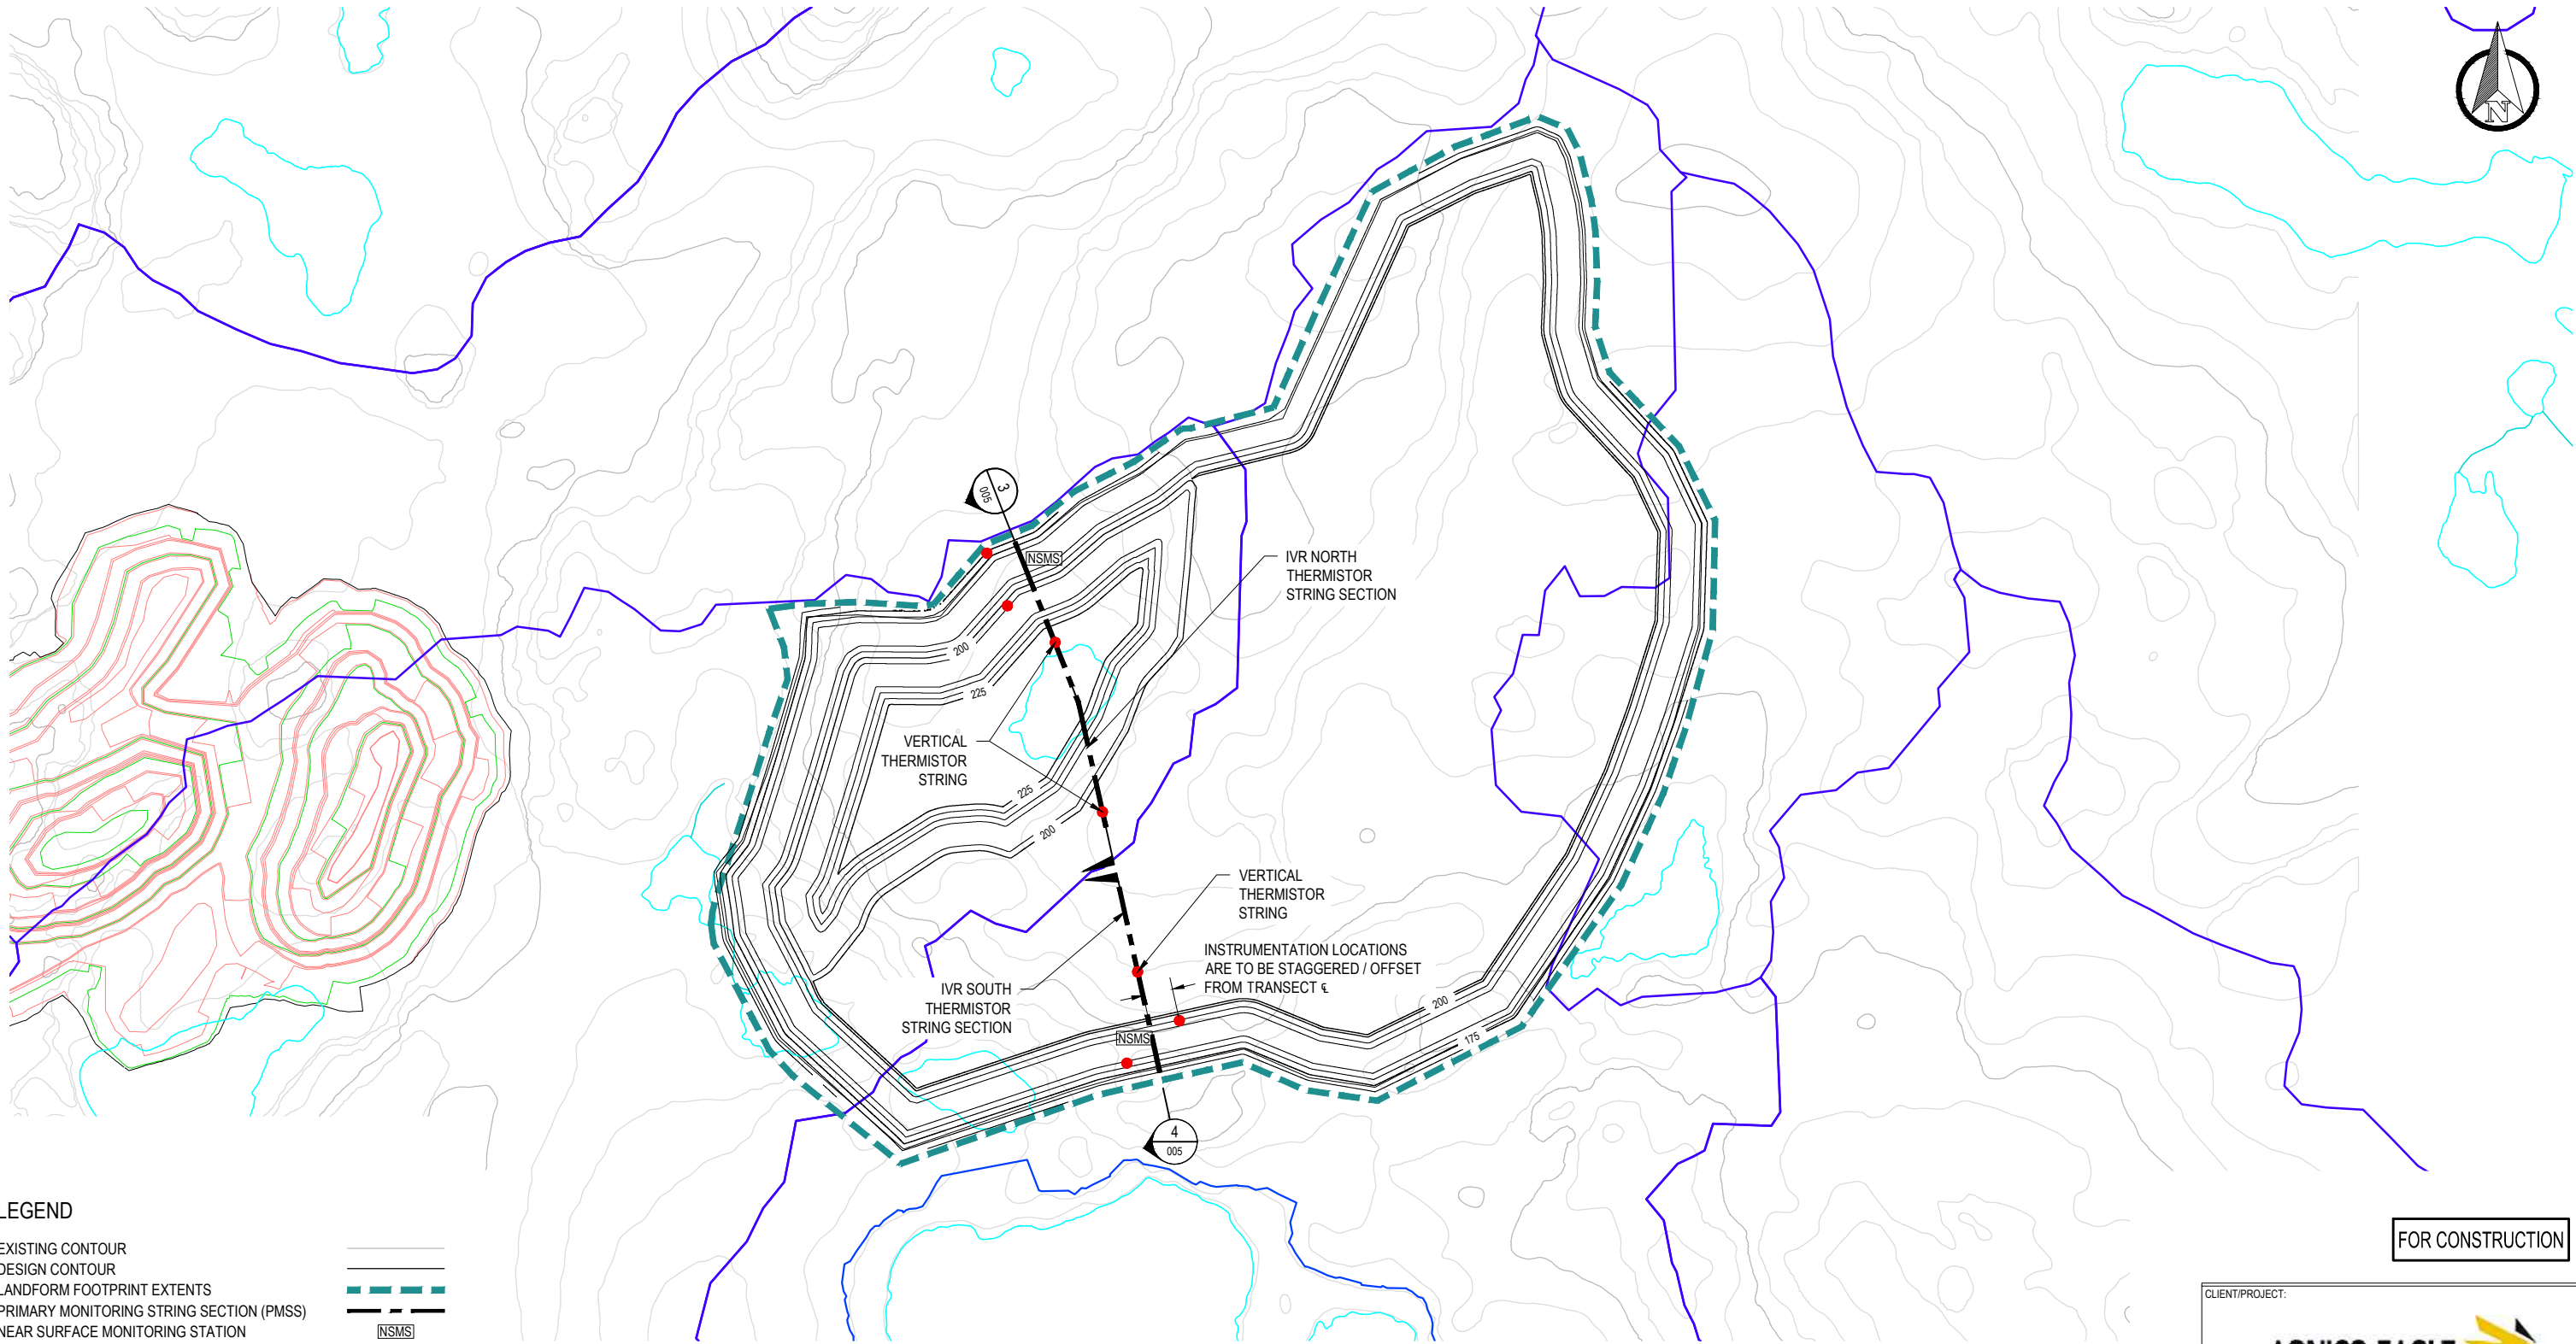 N
3
005
NSMS
IVR NORTH
THERMISTOR
STRING SECTION
200
225
VERTICAL
THERMISTOR
STRING
225
200
VERTICAL
THERMISTOR
STRING
INSTRUMENTATION LOCATIONS
ARE TO BE STAGGERED / OFFSET
FROM TRANSECT ℄
IVR SOUTH
THERMISTOR
STRING SECTION
200
175
NSMS
4
005
LEGEND
EXISTING CONTOUR
DESIGN CONTOUR
LANDFORM FOOTPRINT EXTENTS
PRIMARY MONITORING STRING SECTION (PMSS)
NEAR SURFACE MONITORING STATION
NSMS
FOR CONSTRUCTION
CLIENT/PROJECT:
AGNICO EAGLE